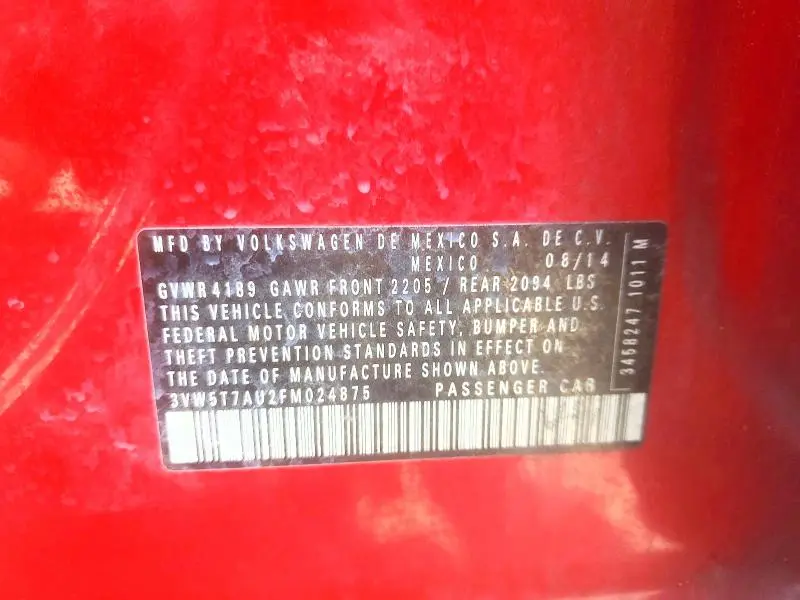 MFD BY VOLKSWAGEN DE MEXICO S.A. DE C.V.
MEXICO 08/14
GVWR 4189 GAWR FRONT 2205 / REAR 2094 LBS
THIS VEHICLE CONFORMS TO ALL APPLICABLE U.S.
FEDERAL MOTOR VEHICLE SAFETY, BUMPER AND
THEFT PREVENTION STANDARDS IN EFFECT ON
THE DATE OF MANUFACTURE SHOWN ABOVE.
3VW5T7AU2FM024875 PASSENGER CAR
345B247 1011 M